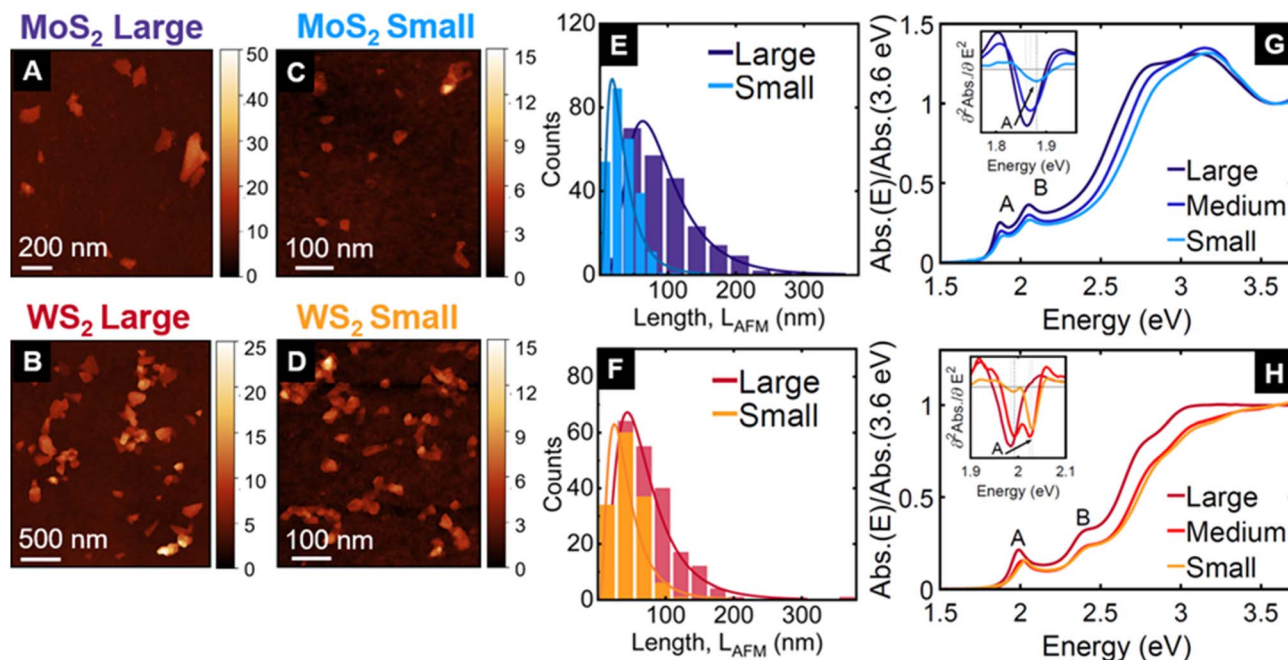 MoS₂ Large
MoS₂ Small
A
200 nm
50
40
30
20
10
0
C
100 nm
15
12
9
6
3
0
WS₂ Large
WS₂ Small
B
500 nm
25
20
15
10
5
0
D
100 nm
15
12
9
6
3
0
E
Large
Small
120
80
40
0
Counts
100 200 300
Length, L_AFM (nm)
F
Large
Small
80
60
40
20
0
Counts
100 200 300
Length, L_AFM (nm)
G
Abs.(E)/Abs.(3.6 eV)
1.5
1
0.5
0
∂²Abs./∂ E²
A
1.8 1.9
Energy (eV)
A
B
Large
Medium
Small
1.5 2 2.5 3 3.5
Energy (eV)
H
Abs.(E)/Abs.(3.6 eV)
1
0.5
0
∂²Abs./∂ E²
A
1.9 2 2.1
Energy (eV)
A
B
Large
Medium
Small
1.5 2 2.5 3 3.5
Energy (eV)